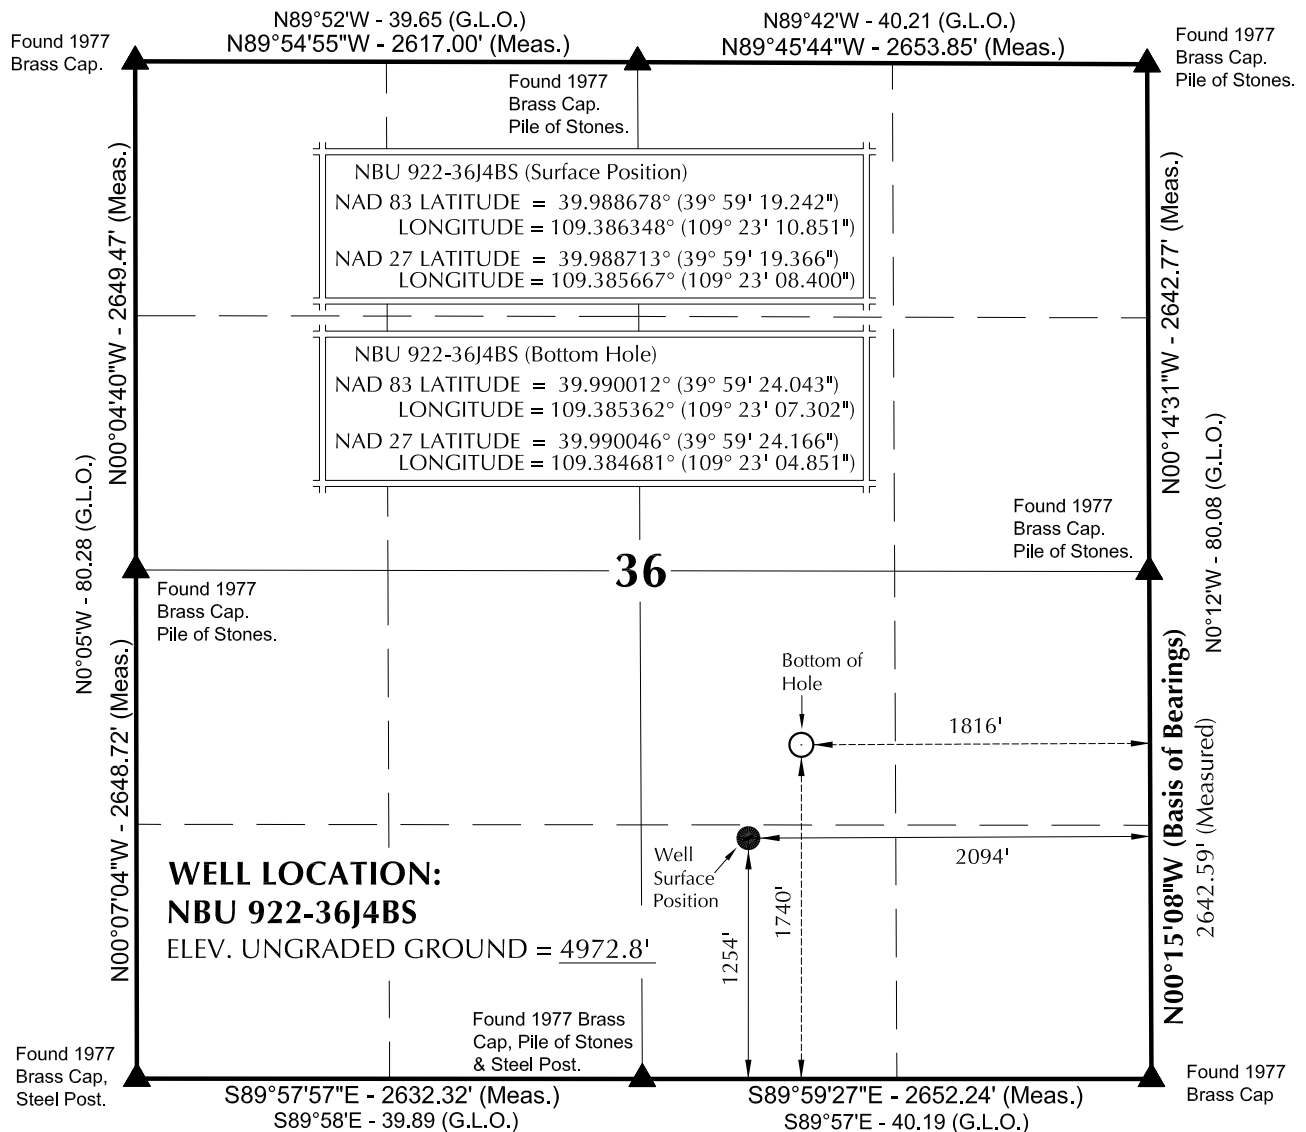 N89°52'W - 39.65 (G.L.O.)
N89°54'55"W - 2617.00' (Meas.)
N89°42'W - 40.21 (G.L.O.)
N89°45'44"W - 2653.85' (Meas.)
Found 1977
Brass Cap.
Found 1977
Brass Cap.
Pile of Stones.
Found 1977
Brass Cap.
Pile of Stones.
NBU 922-36J4BS (Surface Position)
NAD 83 LATITUDE = 39.988678° (39° 59' 19.242")
LONGITUDE = 109.386348° (109° 23' 10.851")
NAD 27 LATITUDE = 39.988713° (39° 59' 19.366")
LONGITUDE = 109.385667° (109° 23' 08.400")
NBU 922-36J4BS (Bottom Hole)
NAD 83 LATITUDE = 39.990012° (39° 59' 24.043")
LONGITUDE = 109.385362° (109° 23' 07.302")
NAD 27 LATITUDE = 39.990046° (39° 59' 24.166")
LONGITUDE = 109.384681° (109° 23' 04.851")
N00°04'40"W - 2649.47' (Meas.)
N0°05'W - 80.28 (G.L.O.)
N00°14'31"W - 2642.77' (Meas.)
N0°12'W - 80.08 (G.L.O.)
Found 1977
Brass Cap.
Pile of Stones.
36
Found 1977
Brass Cap.
Pile of Stones.
Bottom of
Hole
1816'
Well
Surface
Position
2094'
1740'
1254'
N00°07'04"W - 2648.72' (Meas.)
N00°15'08"W (Basis of Bearings)
2642.59' (Measured)
WELL LOCATION:
NBU 922-36J4BS
ELEV. UNGRADED GROUND = 4972.8'
Found 1977
Brass Cap,
Steel Post.
Found 1977 Brass
Cap, Pile of Stones
& Steel Post.
Found 1977
Brass Cap
S89°57'57"E - 2632.32' (Meas.)
S89°58'E - 39.89 (G.L.O.)
S89°59'27"E - 2652.24' (Meas.)
S89°57'E - 40.19 (G.L.O.)